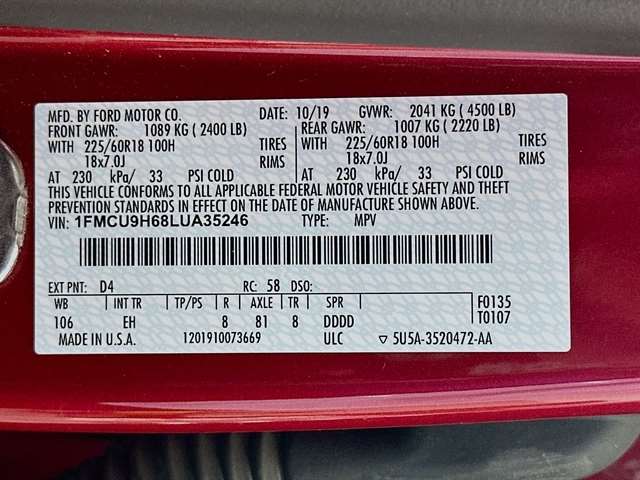 MFD. BY FORD MOTOR CO. DATE: 10/19 GVWR: 2041 KG ( 4500 LB)
FRONT GAWR: 1089 KG ( 2400 LB) REAR GAWR: 1007 KG ( 2220 LB)
WITH 225/60R18 100H TIRES WITH 225/60R18 100H TIRES
18x7.0J RIMS 18x7.0J RIMS
AT 230 kPa/ 33 PSI COLD AT 230 kPa/ 33 PSI COLD
THIS VEHICLE CONFORMS TO ALL APPLICABLE FEDERAL MOTOR VEHICLE SAFETY AND THEFT
PREVENTION STANDARDS IN EFFECT ON THE DATE OF MANUFACTURE SHOWN ABOVE.
VIN: 1FMCU9H68LUA35246 TYPE: MPV
EXT PNT: D4 RC: 58 DSO:
WB INT TR TP/PS R AXLE TR SPR F0135
106 EH 8 81 8 DDDD T0107
MADE IN U.S.A. 1201910073669 ULC ▽ 5U5A-3520472-AA